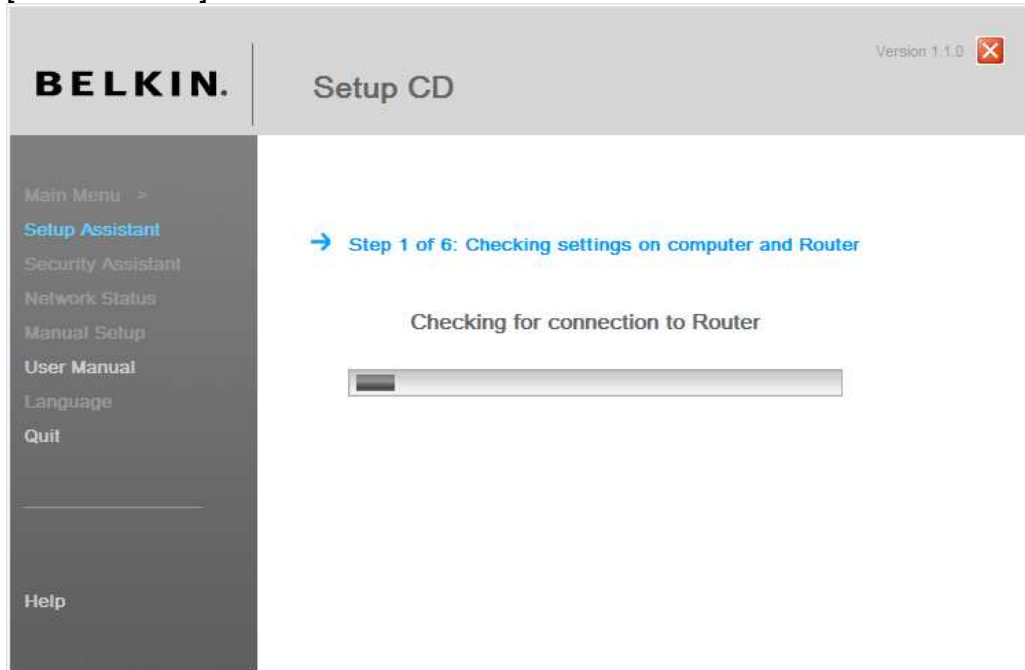 BELKIN.
Setup CD
Version 1.1.0
Main Menu >
Setup Assistant
Security Assistant
Network Status
Manual Setup
User Manual
Language
Quit
Help
Step 1 of 6: Checking settings on computer and Router
Checking for connection to Router